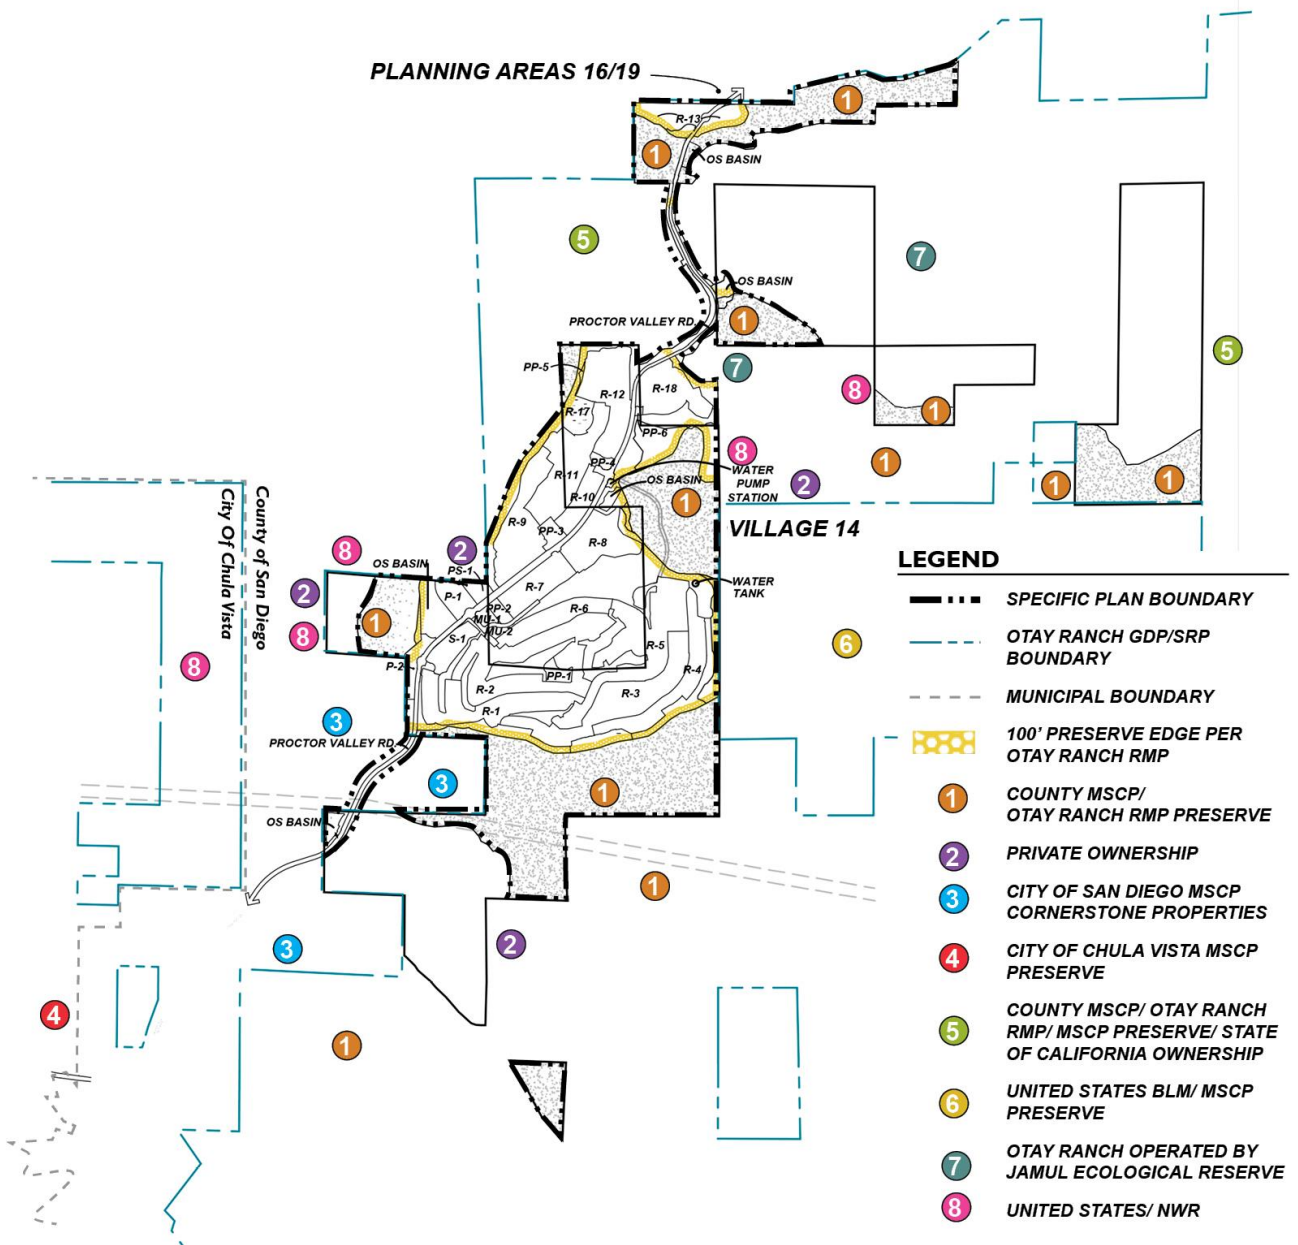 PLANNING AREAS 16/19
1
R-13
1
OS BASIN
5
7
OS BASIN
1
PROCTOR VALLEY RD.
7
5
PP-5
R-12
R-18
8
1
R-17
PP-6
8
1
R-11
PP-4
WATER
PUMP
STATION
2
OS BASIN
1
1
1
R-10
R-9
PP-3
R-8
VILLAGE 14
8
2
OS BASIN
PS-1
County of San Diego
City Of Chula Vista
2
P-1
R-7
WATER
TANK
PP-2
R-6
MU-1
MU-2
1
8
S-1
R-5
6
8
P-2
PP-1
R-4
R-2
R-3
R-1
3
PROCTOR VALLEY RD.
3
1
OS BASIN
1
3
2
4
1
LEGEND
SPECIFIC PLAN BOUNDARY
OTAY RANCH GDP/SRP
BOUNDARY
MUNICIPAL BOUNDARY
100' PRESERVE EDGE PER
OTAY RANCH RMP
1 COUNTY MSCP/
OTAY RANCH RMP PRESERVE
2 PRIVATE OWNERSHIP
3 CITY OF SAN DIEGO MSCP
CORNERSTONE PROPERTIES
4 CITY OF CHULA VISTA MSCP
PRESERVE
5 COUNTY MSCP/ OTAY RANCH
RMP/ MSCP PRESERVE/ STATE
OF CALIFORNIA OWNERSHIP
6 UNITED STATES BLM/ MSCP
PRESERVE
7 OTAY RANCH OPERATED BY
JAMUL ECOLOGICAL RESERVE
8 UNITED STATES/ NWR